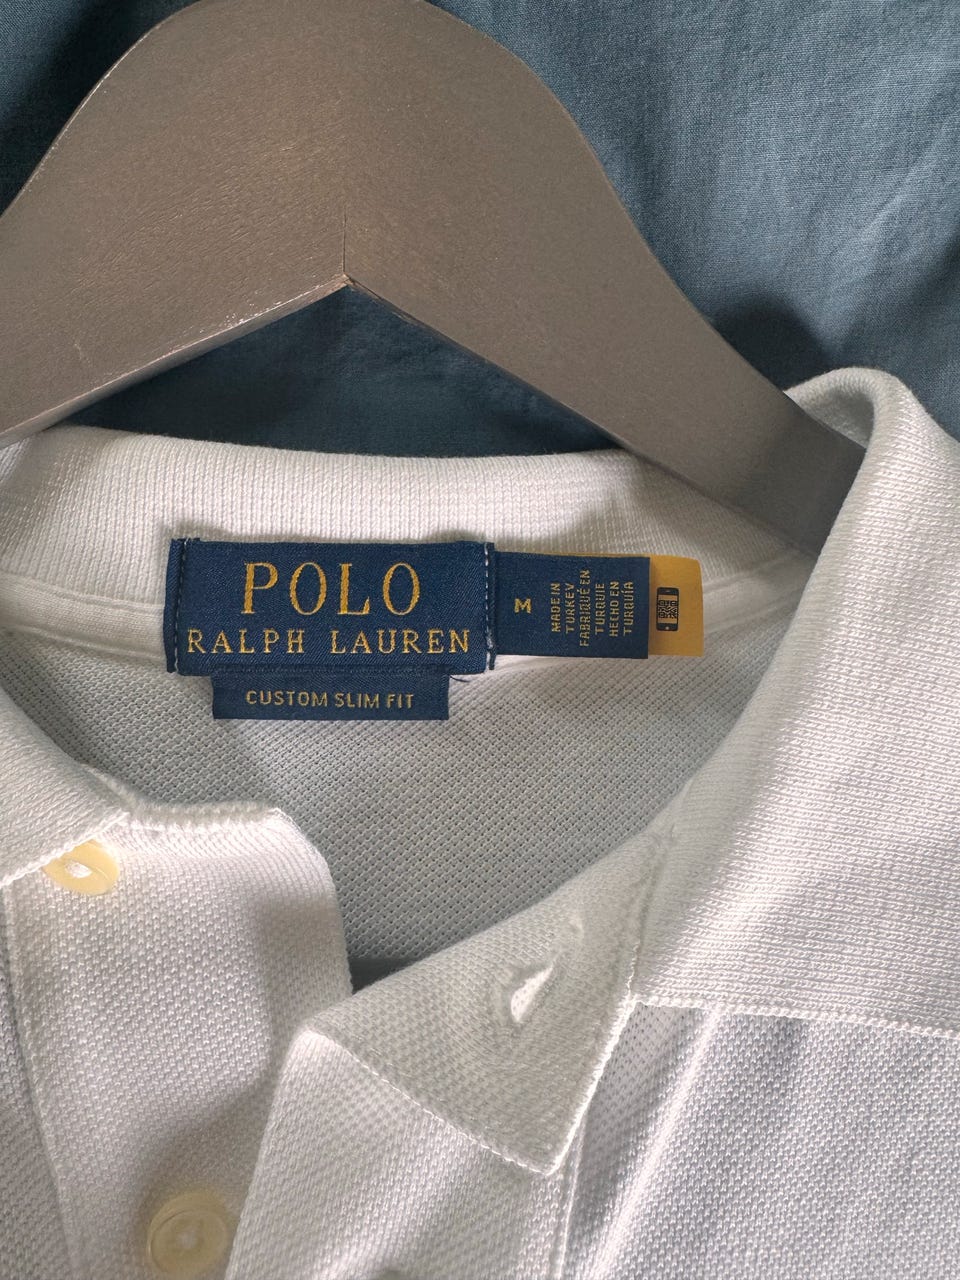 POLO
RALPH LAUREN
CUSTOM SLIM FIT
M
MADE IN
TURKEY
FABRIQUÉ EN
TURQUIE
HECHO EN
TURQUÍA